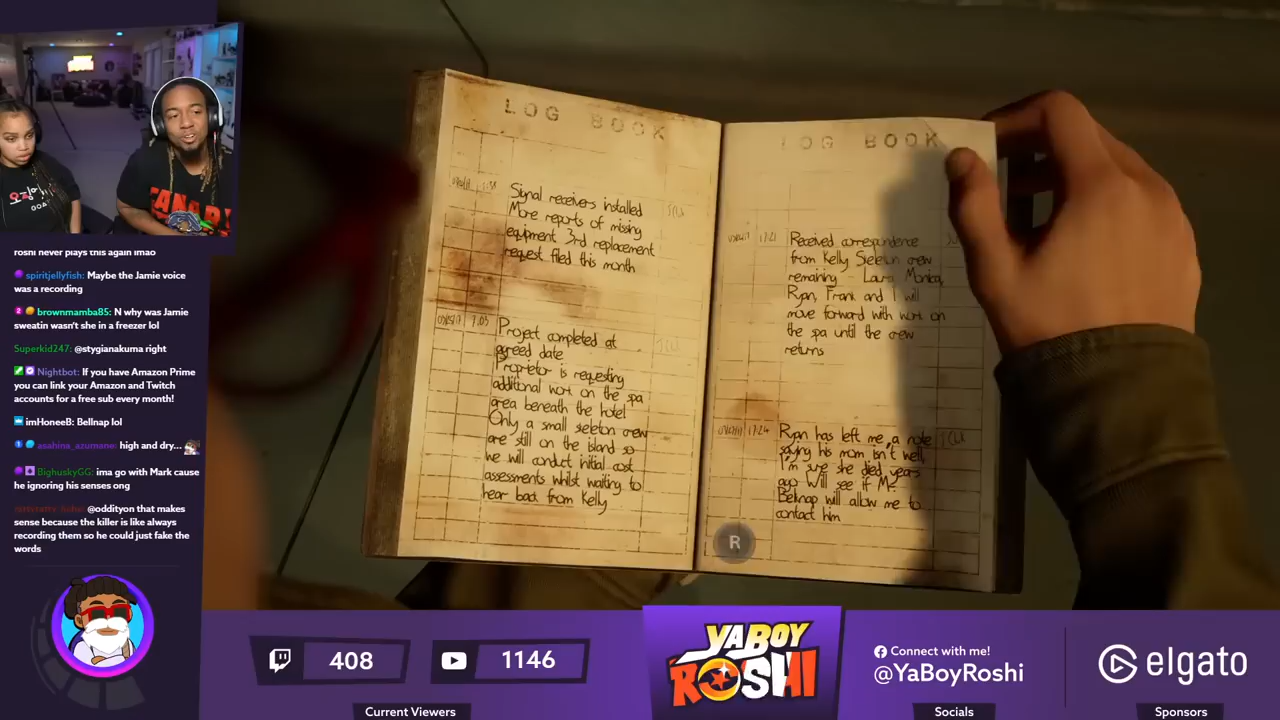 roshi never plays this again lmao
spiritjellyfish: Maybe the Jamie voice
was a recording
brownmamba85: N why was Jamie
sweatin wasn't she in a freezer lol
Superkid247: @stygianakuma right
Nightbot: If you have Amazon Prime
you can link your Amazon and Twitch
accounts for a free sub every month!
imHoneeB: Bellnap lol
asahina_azumane: high and dry...
BighuskyGG: ima go with Mark cause
he ignoring his senses ong
@oddityon that makes
sense because the killer is like always
recording them so he could just fake the
words
LOG BOOK
Signal receivers installed
More reports of missing
equipment 3rd replacement
request filed this month
7.03
Project completed at
agreed date
Proprietor is requesting
additional work on the spa
area beneath the hotel
Only a small skeleton crew
are still on the island so
we will conduct initial cost
assessments whilst waiting to
hear back from Kelly
LOG BOOK
17:21
Received correspondence
from Kelly Skeleton crew
remaining - Laura, Monica,
Ryan, Frank and I will
move forward with work on
the spa until the crew
returns
17:24
Ryan has left me a note
saying his mom isn't well,
I'm sure she died years
ago Will see if Mr
Belknap will allow me to
contact him
R
408
1146
Current Viewers
YABOY
ROSHI
Connect with me!
@YaBoyRoshi
Socials
elgato
Sponsors